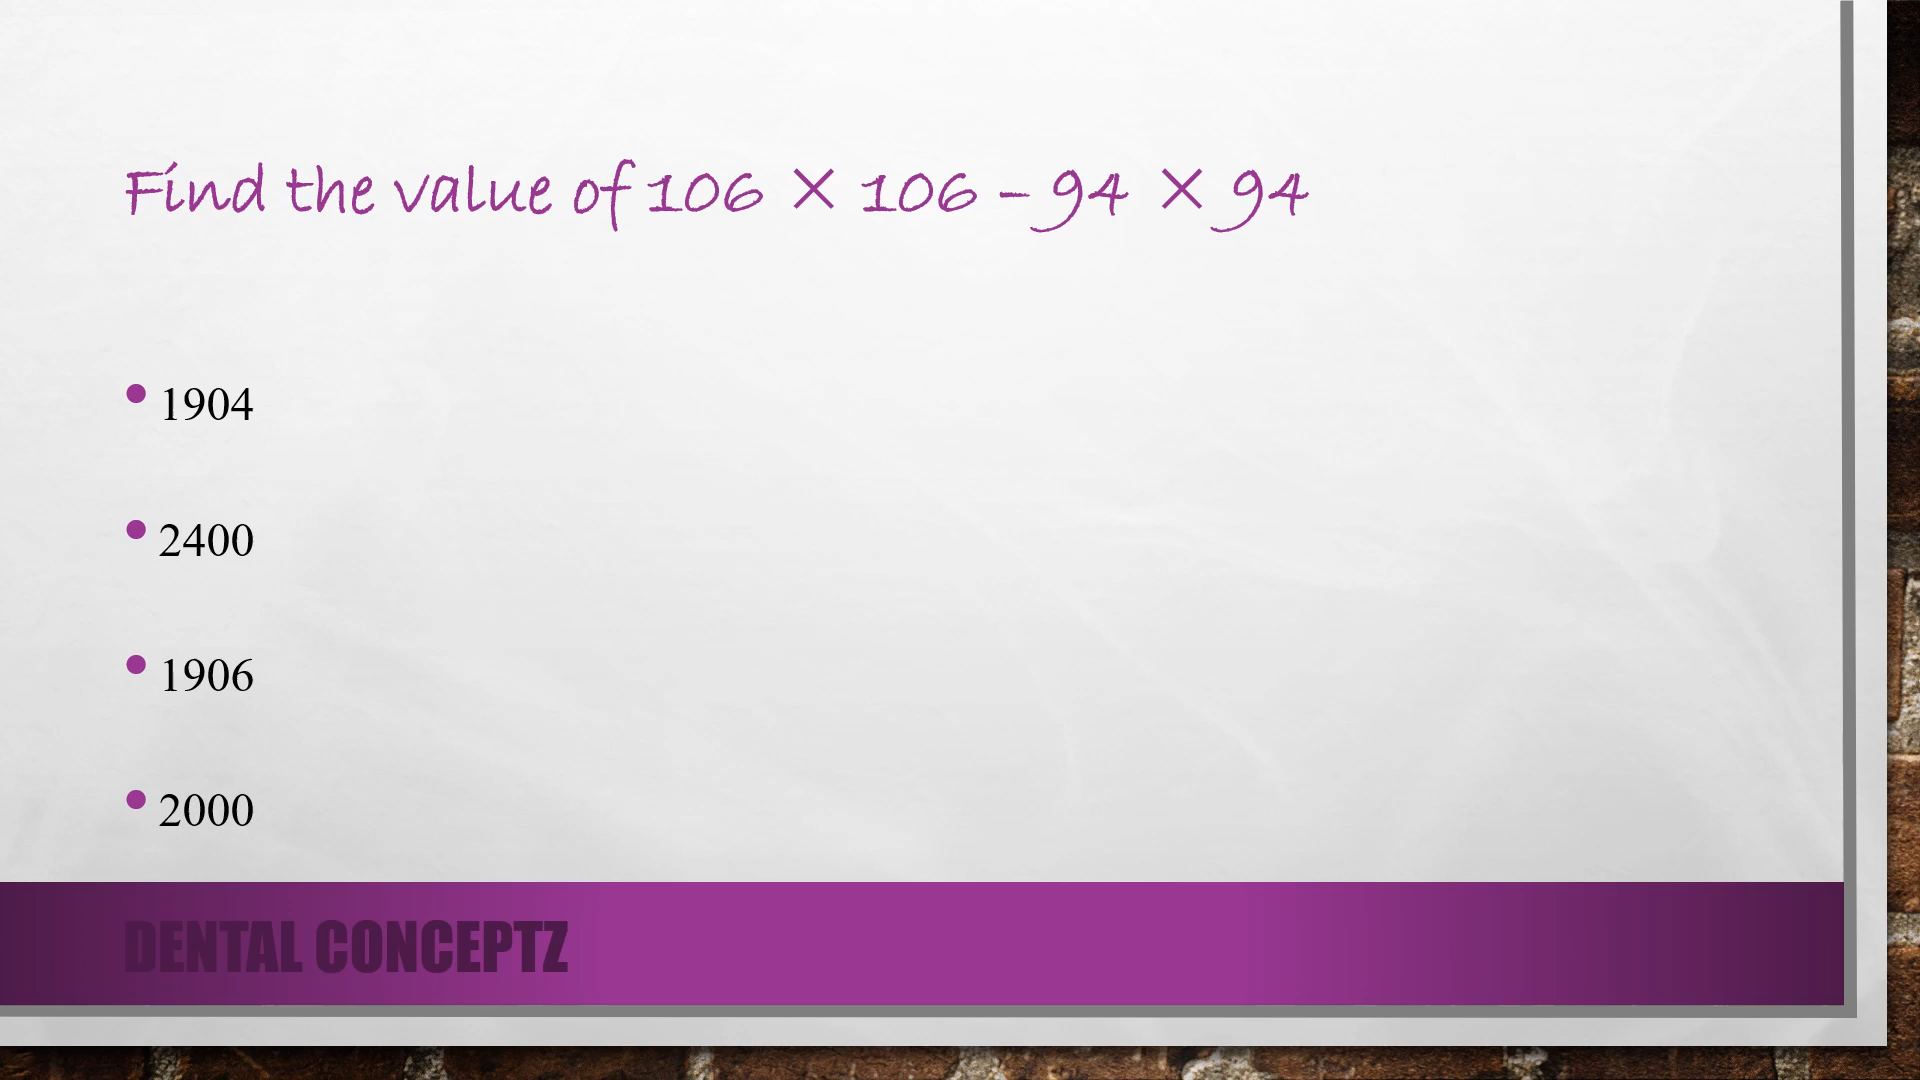 Find the value of 106 × 106 – 94 × 94
• 1904
• 2400
• 1906
• 2000
DENTAL CONCEPTZ